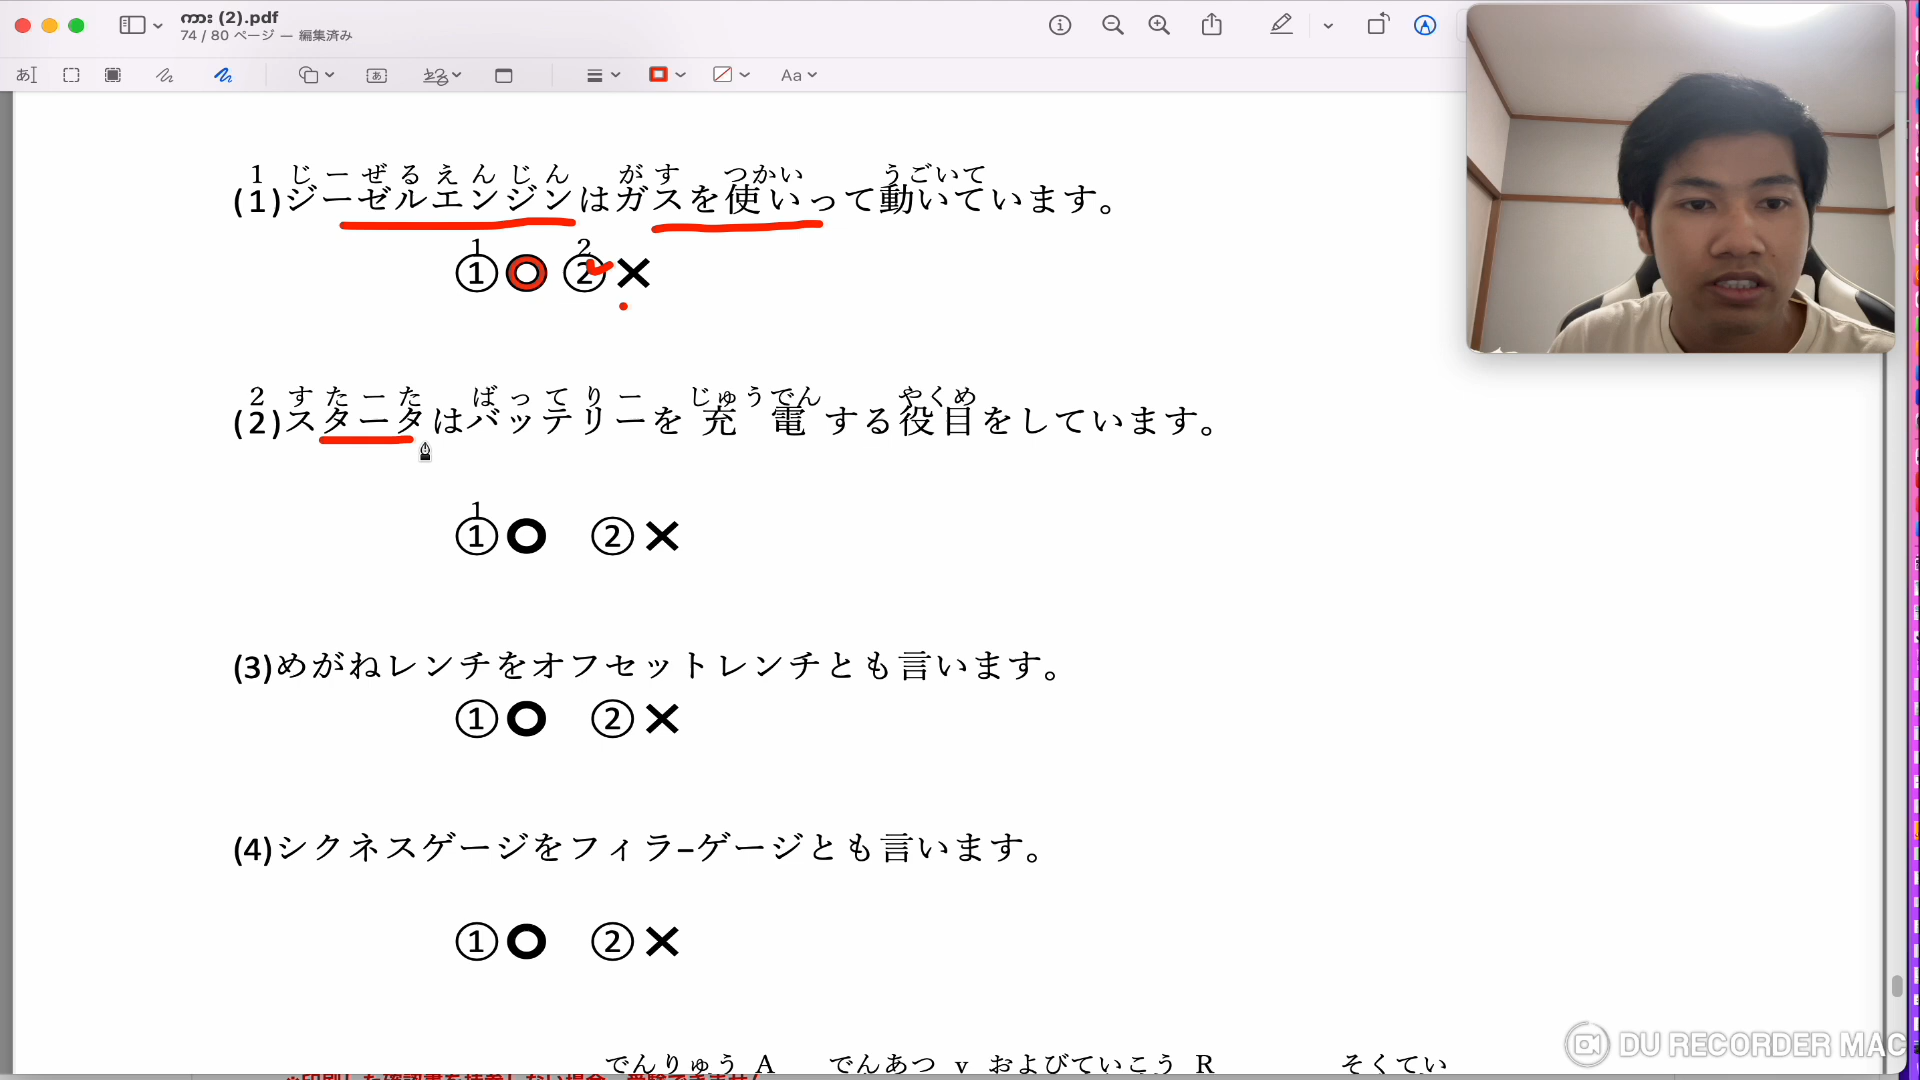 ကား (2).pdf
74 / 80 ページ — 編集済み
あ
あ
Aa
1 じーぜるえんじん がす つかい うごいて
(1)ジーゼルエンジンはガスを使いって動いています。
1 2
①○ ②×
2 すたーた ばってりー じゅうでん やくめ
(2)スタータはバッテリーを充電する役目をしています。
1
①○ ②×
(3)めがねレンチをオフセットレンチとも言います。
①○ ②×
(4)シクネスゲージをフィラ–ゲージとも言います。
①○ ②×
でんりゅう A でんあつ v およびていこう R そくてい
DU RECORDER MAC